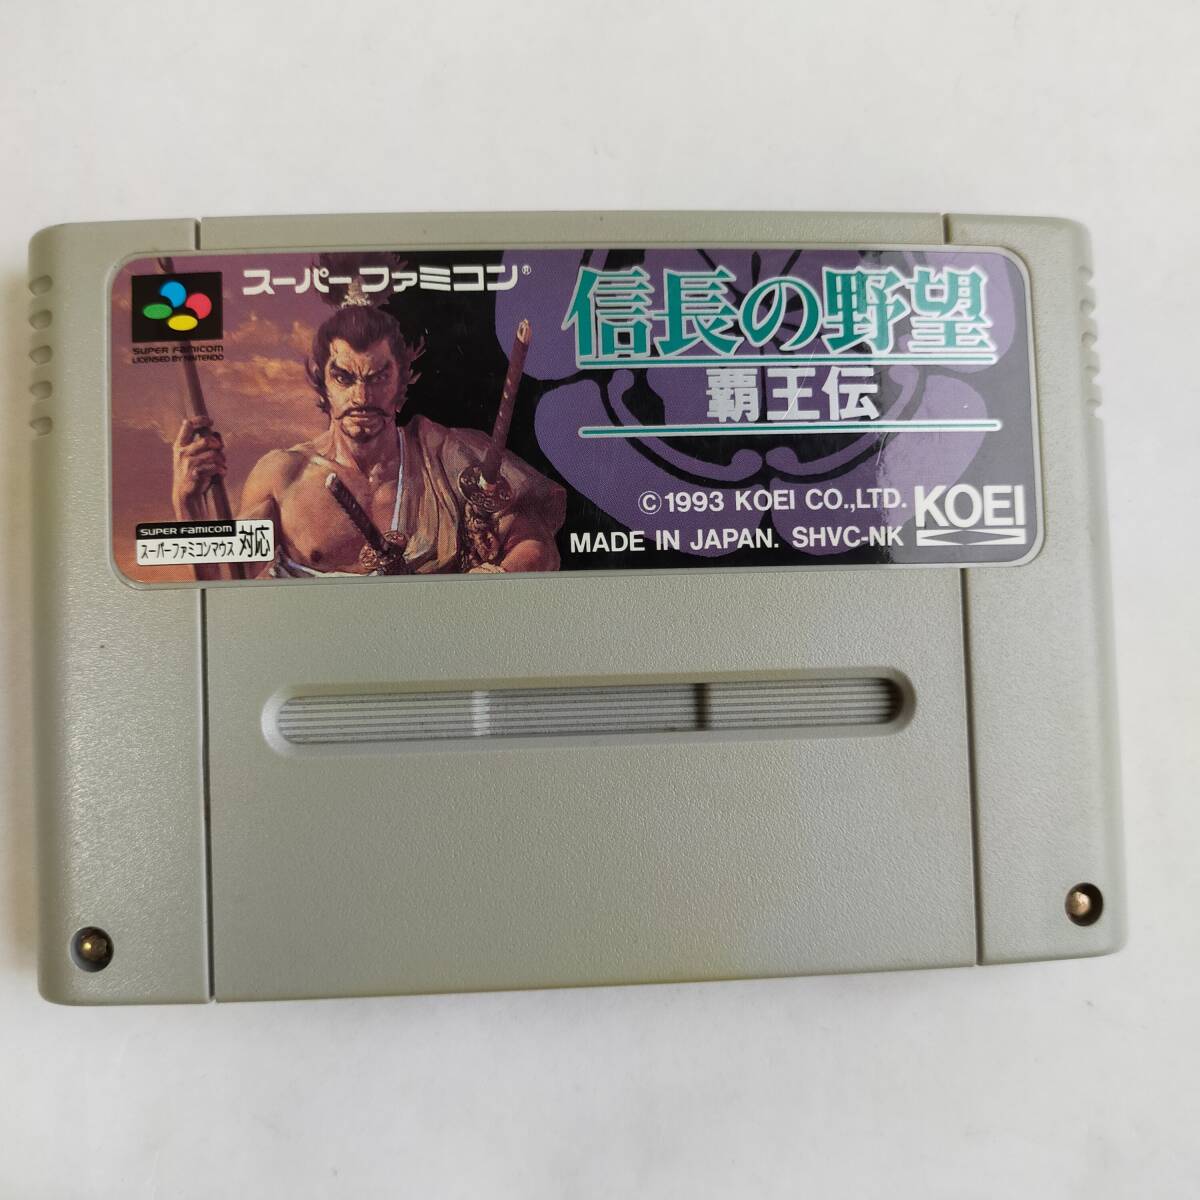 スーパーファミコン®
SUPER FAMICOM
LICENSED BY NINTENDO
信長の野望
覇王伝
©1993 KOEI CO.,LTD.
KOEI
MADE IN JAPAN. SHVC-NK
SUPER FAMICOM
スーパーファミコンマウス
対応